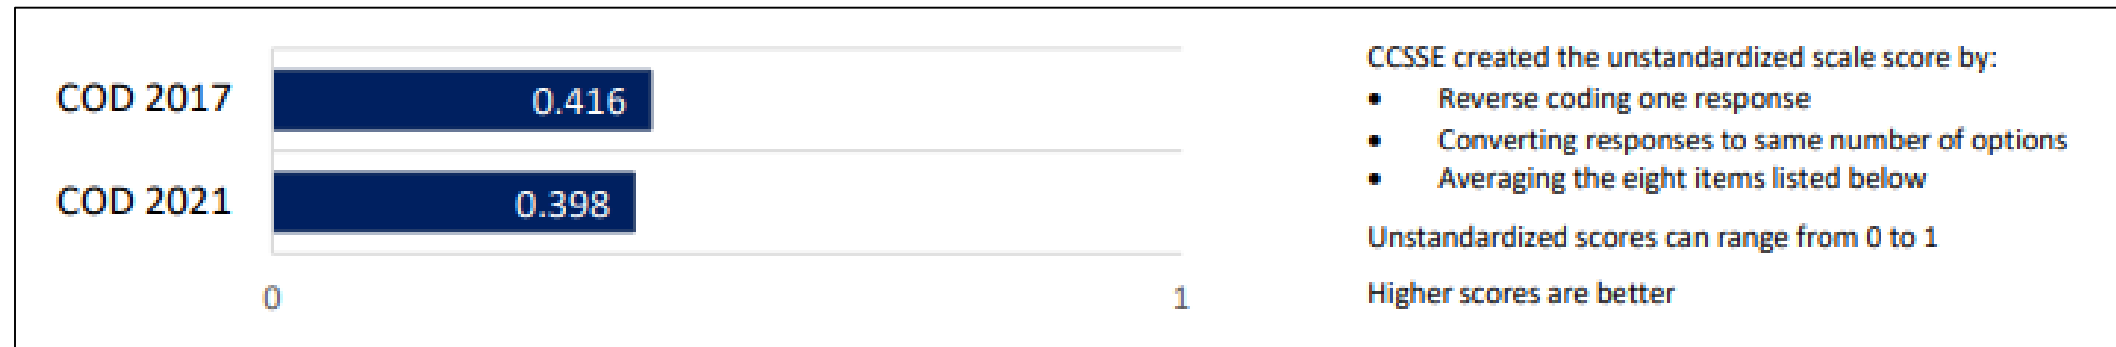 COD 2017
0.416
COD 2021
0.398
0
1
CCSSE created the unstandardized scale score by:
• Reverse coding one response
• Converting responses to same number of options
• Averaging the eight items listed below
Unstandardized scores can range from 0 to 1
Higher scores are better